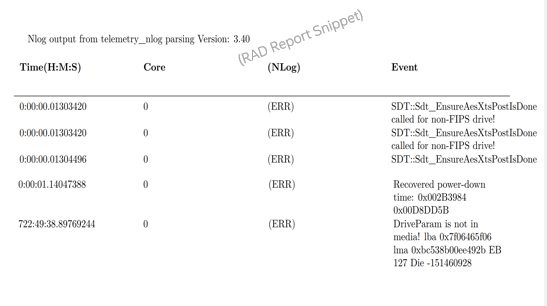 (RAD Report Snippet)
Nlog output from telemetry_nlog parsing Version: 3.40
Time(H:M:S) Core (NLog) Event
0:00:00.01303420 0 (ERR) SDT::Sdt_EnsureAesXtsPostIsDone
called for non-FIPS drive!
0:00:00.01303420 0 (ERR) SDT::Sdt_EnsureAesXtsPostIsDone
called for non-FIPS drive!
0:00:00.01304496 0 (ERR) SDT::Sdt_EnsureAesXtsPostIsDone
0:00:01.14047388 0 (ERR) Recovered power-down
time: 0x002B3984
0x00D8DD5B
722:49:38.89769244 0 (ERR) DriveParam is not in
media! lba 0x7f06465f06
lma 0xbc538b00ee492b EB
127 Die -151460928